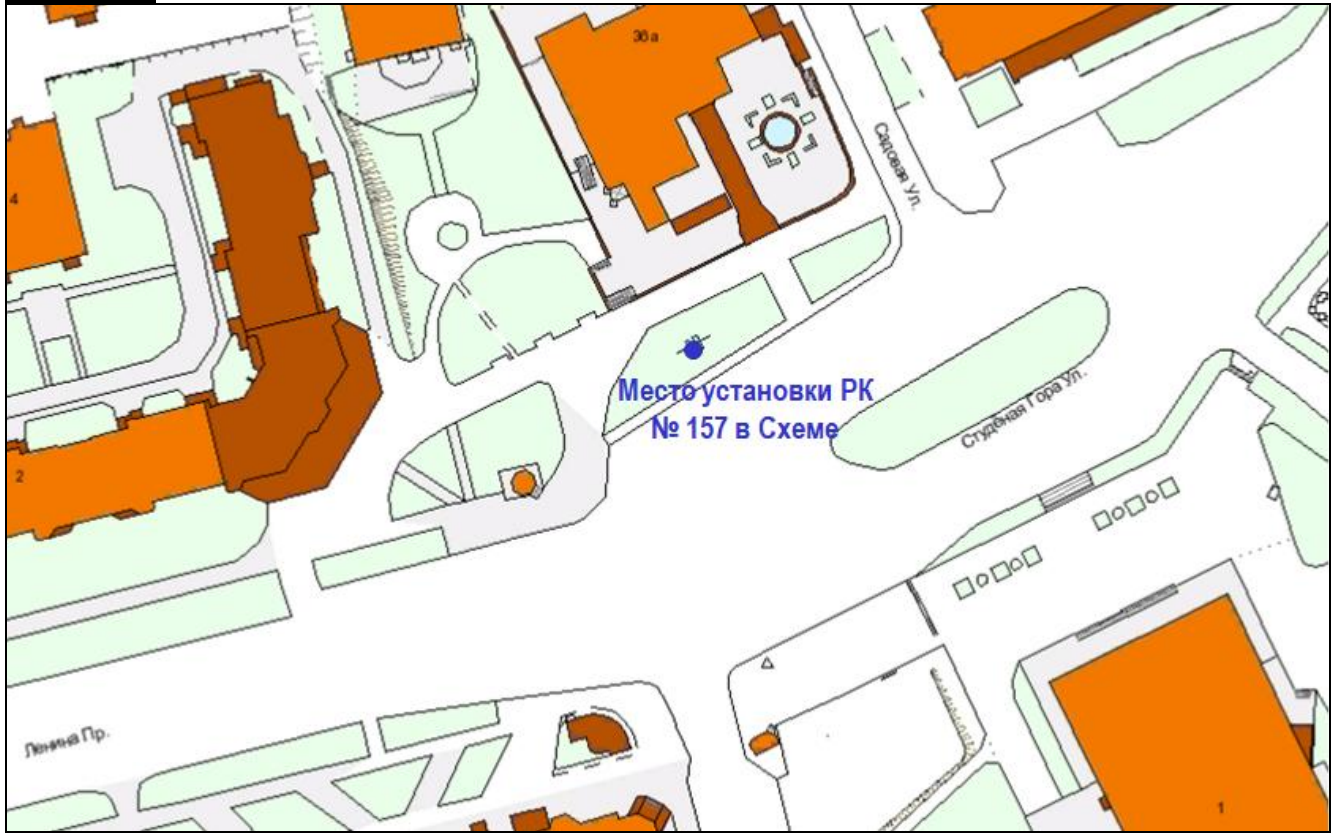 36 а
Садовая Ул.
4
Место установки РК
№ 157 в Схеме
Студёная Гора Ул.
2
Ленина Пр.
1